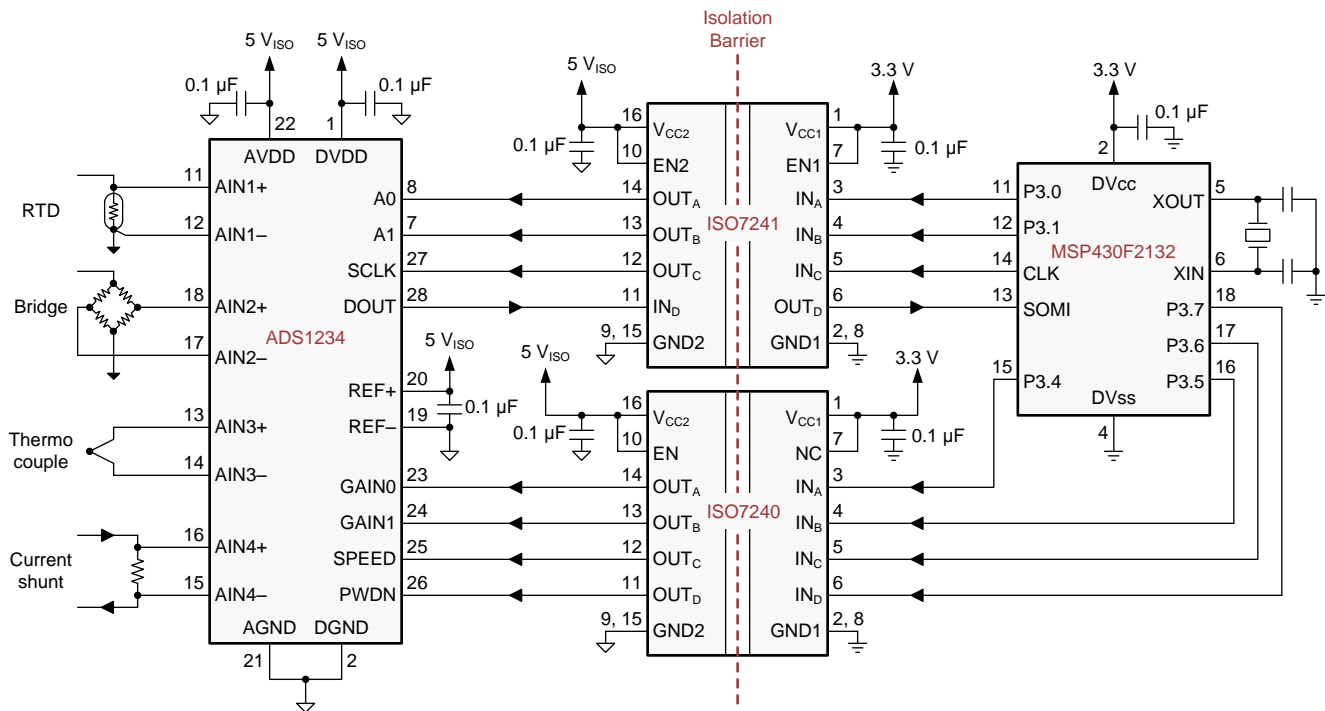 Isolation
Barrier
5 VISO
5 VISO
5 VISO
3.3 V
3.3 V
0.1 µF
0.1 µF
0.1 µF
0.1 µF
0.1 µF
22
1
AVDD
DVDD
16
VCC2
10
EN2
14
OUTA
13
OUTB
12
OUTC
11
IND
9, 15
GND2
ISO7241
1
VCC1
7
EN1
3
INA
4
INB
5
INC
6
OUTD
2, 8
GND1
2
DVcc
11
P3.0
12
P3.1
14
CLK
13
SOMI
15
P3.4
MSP430F2132
5
XOUT
6
XIN
18
P3.7
17
P3.6
16
P3.5
DVss
4
RTD
11
AIN1+
12
AIN1–
Bridge
18
AIN2+
17
AIN2–
Thermo
couple
13
AIN3+
14
AIN3–
Current
shunt
16
AIN4+
15
AIN4–
ADS1234
A0
8
A1
7
SCLK
27
DOUT
28
5 VISO
REF+
20
0.1 µF
REF–
19
GAIN0
23
GAIN1
24
SPEED
25
PWDN
26
AGND
DGND
21
2
5 VISO
3.3 V
0.1 µF
0.1 µF
16
VCC2
10
EN
14
OUTA
13
OUTB
12
OUTC
11
OUTD
9, 15
GND2
ISO7240
1
VCC1
7
NC
3
INA
4
INB
5
INC
6
IND
2, 8
GND1